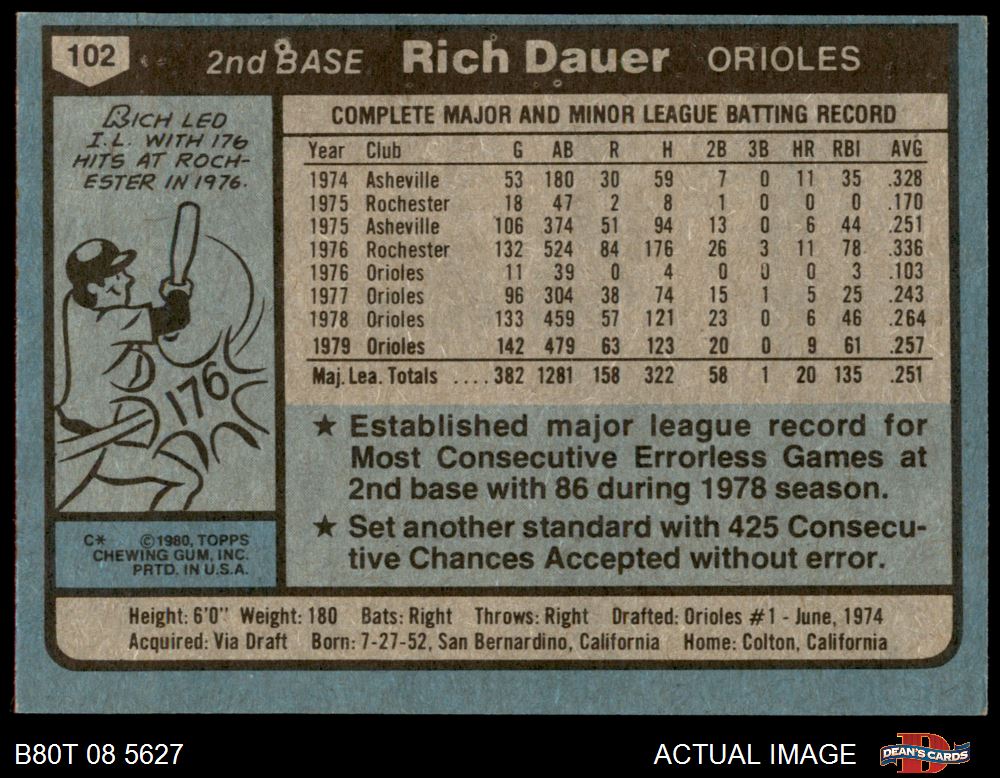 102
2nd BASE Rich Dauer ORIOLES
RICH LED
I.L. WITH 176
HITS AT ROCH-
ESTER IN 1976.
176
C* ©1980, TOPPS
CHEWING GUM, INC.
PRTD. IN U.S.A.
COMPLETE MAJOR AND MINOR LEAGUE BATTING RECORD
Year Club G AB R H 2B 3B HR RBI AVG
1974 Asheville 53 180 30 59 7 0 11 35 .328
1975 Rochester 18 47 2 8 1 0 0 0 .170
1975 Asheville 106 374 51 94 13 0 6 44 .251
1976 Rochester 132 524 84 176 26 3 11 78 .336
1976 Orioles 11 39 0 4 0 0 0 3 .103
1977 Orioles 96 304 38 74 15 1 5 25 .243
1978 Orioles 133 459 57 121 23 0 6 46 .264
1979 Orioles 142 479 63 123 20 0 9 61 .257
Maj. Lea. Totals .... 382 1281 158 322 58 1 20 135 .251
★ Established major league record for
Most Consecutive Errorless Games at
2nd base with 86 during 1978 season.
★ Set another standard with 425 Consecu-
tive Chances Accepted without error.
Height: 6'0" Weight: 180 Bats: Right Throws: Right Drafted: Orioles #1 - June, 1974
Acquired: Via Draft Born: 7-27-52, San Bernardino, California Home: Colton, California
B80T 08 5627
ACTUAL IMAGE
D
DEAN'S CARDS